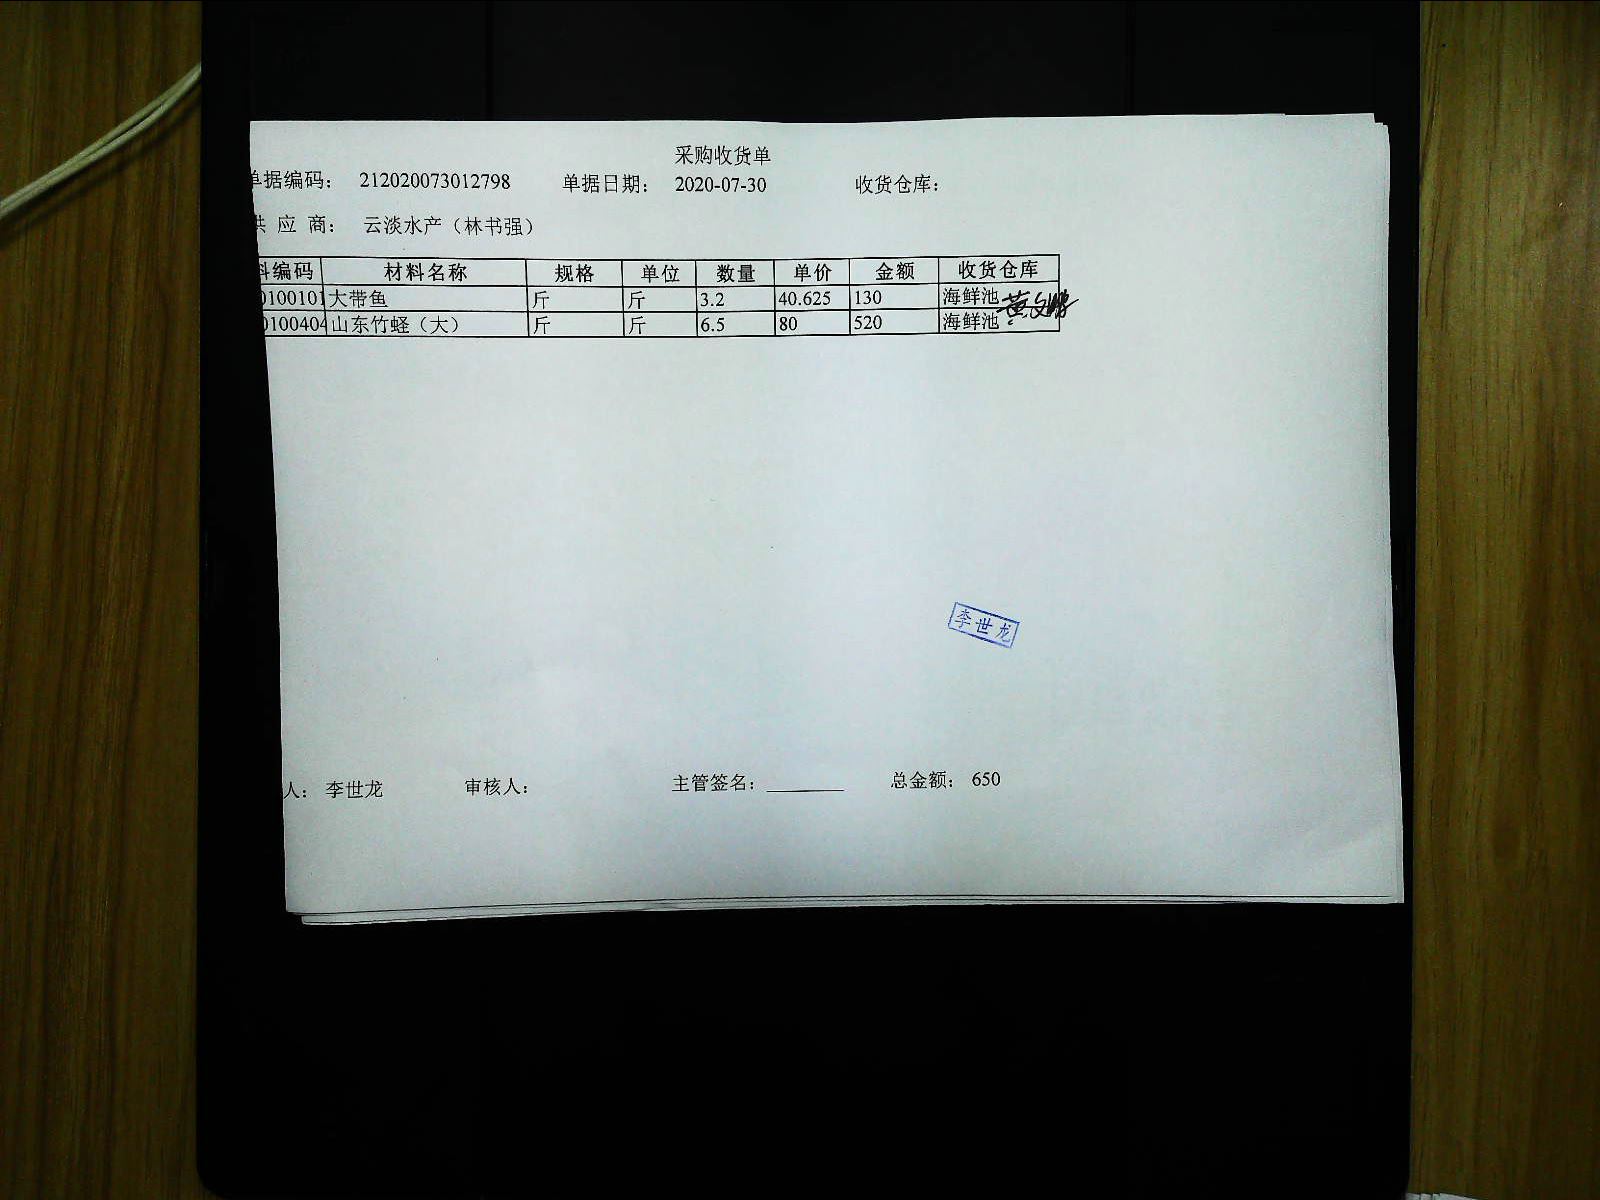 采购收货单
单据编码： 212020073012798 单据日期： 2020-07-30 收货仓库：
供 应 商： 云淡水产（林书强）
料编码 材料名称 规格 单位 数量 单价 金额 收货仓库
0100101 大带鱼 斤 斤 3.2 40.625 130 海鲜池
0100404 山东竹蛏（大） 斤 斤 6.5 80 520 海鲜池
李世龙
人： 李世龙 审核人： 主管签名： 总金额： 650